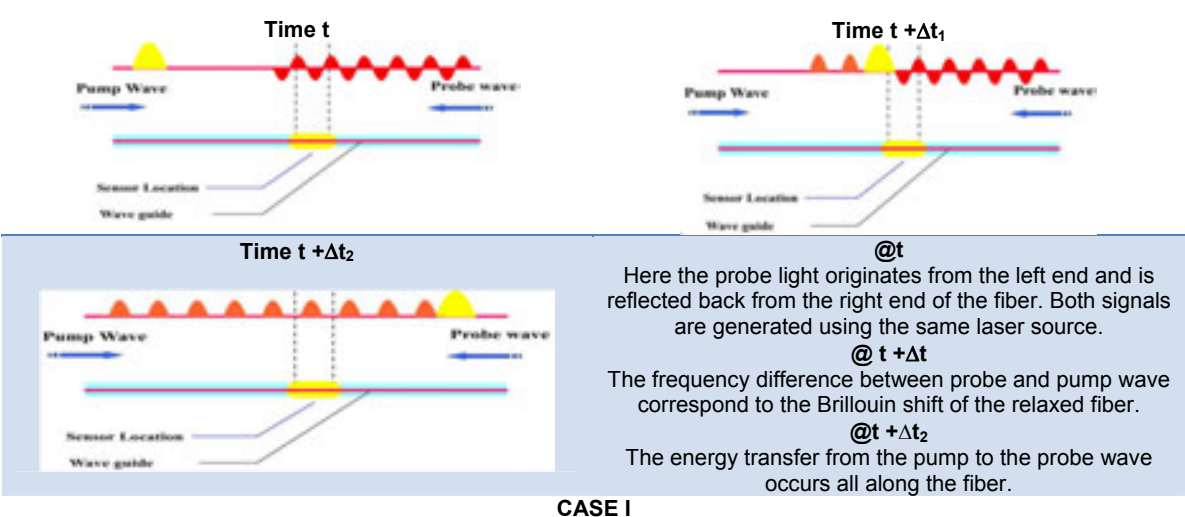 Time t
Pump Wave
Probe wave
Sensor Location
Wave guide
Time t +Δt₁
Pump Wave
Probe wave
Sensor Location
Wave guide
Time t +Δt₂
Pump Wave
Probe wave
Sensor Location
Wave guide
@t
Here the probe light originates from the left end and is
reflected back from the right end of the fiber. Both signals
are generated using the same laser source.
@ t +Δt
The frequency difference between probe and pump wave
correspond to the Brillouin shift of the relaxed fiber.
@t +Δt₂
The energy transfer from the pump to the probe wave
occurs all along the fiber.
CASE I